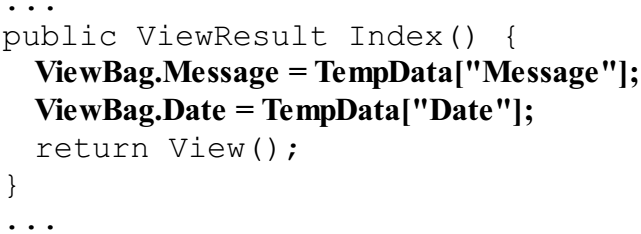 ...
public ViewResult Index() {
ViewBag.Message = TempData["Message"];
ViewBag.Date = TempData["Date"];
return View();
}
...